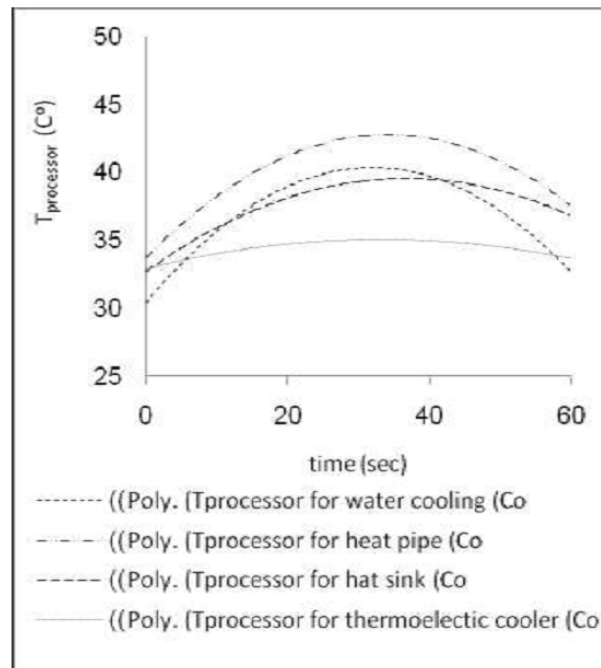 50
45
40
35
30
25
Tprocessor (Cº)
0 20 40 60
time (sec)
((Poly. (Tprocessor for water cooling (Co
((Poly. (Tprocessor for heat pipe (Co
((Poly. (Tprocessor for hat sink (Co
((Poly. (Tprocessor for thermoelectic cooler (Co